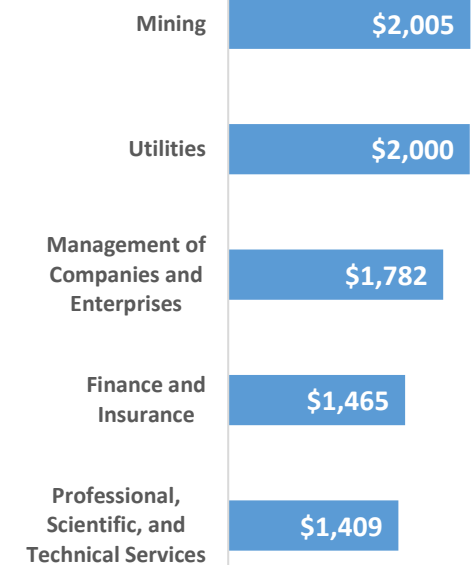 Mining $2,005
Utilities $2,000
Management of
Companies and
Enterprises
$1,782
Finance and
Insurance
$1,465
Professional,
Scientific, and
Technical Services
$1,409